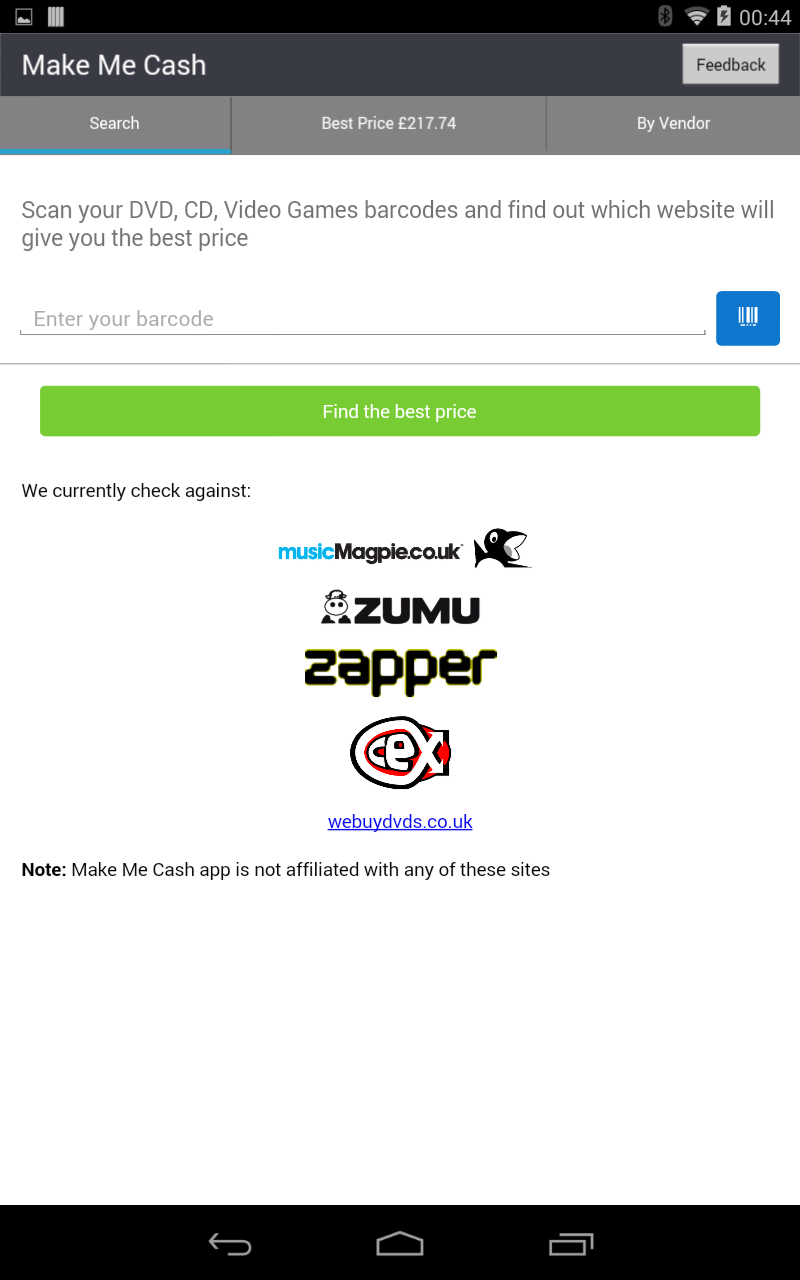 00:44
Make Me Cash
Feedback
Search
Best Price £217.74
By Vendor
Scan your DVD, CD, Video Games barcodes and find out which website will
give you the best price
Enter your barcode
Find the best price
We currently check against:
musicMagpie.co.uk
ZUMU
zapper
cex
webuydvds.co.uk
Note: Make Me Cash app is not affiliated with any of these sites